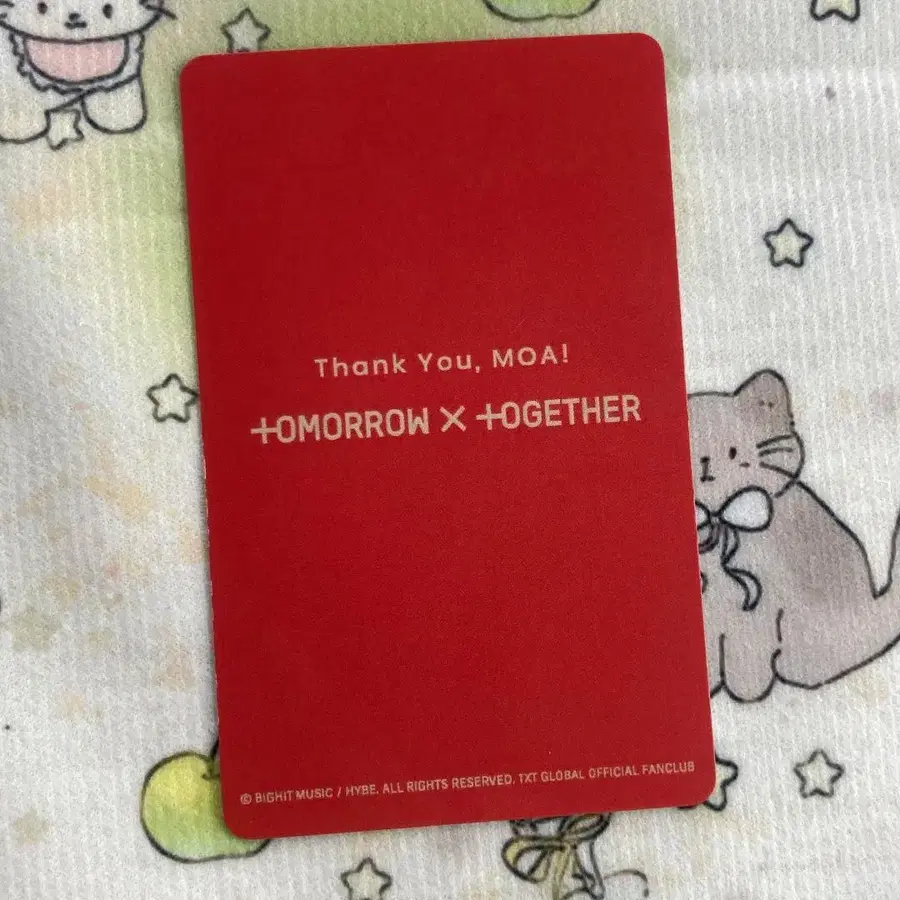 Thank You, MOA!
TOMORROW X TOGETHER
© BIGHIT MUSIC / HYBE. ALL RIGHTS RESERVED. TXT GLOBAL OFFICIAL FANCLUB